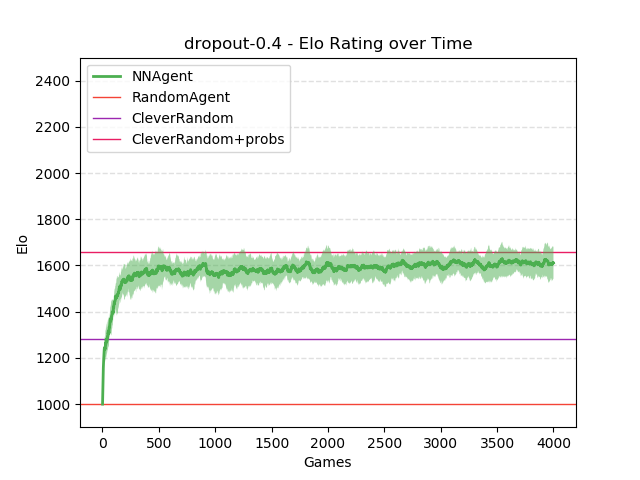 dropout-0.4 - Elo Rating over Time
NNAgent
RandomAgent
CleverRandom
CleverRandom+probs
2400
2200
2000
1800
1600
1400
1200
1000
Elo
0 500 1000 1500 2000 2500 3000 3500 4000
Games